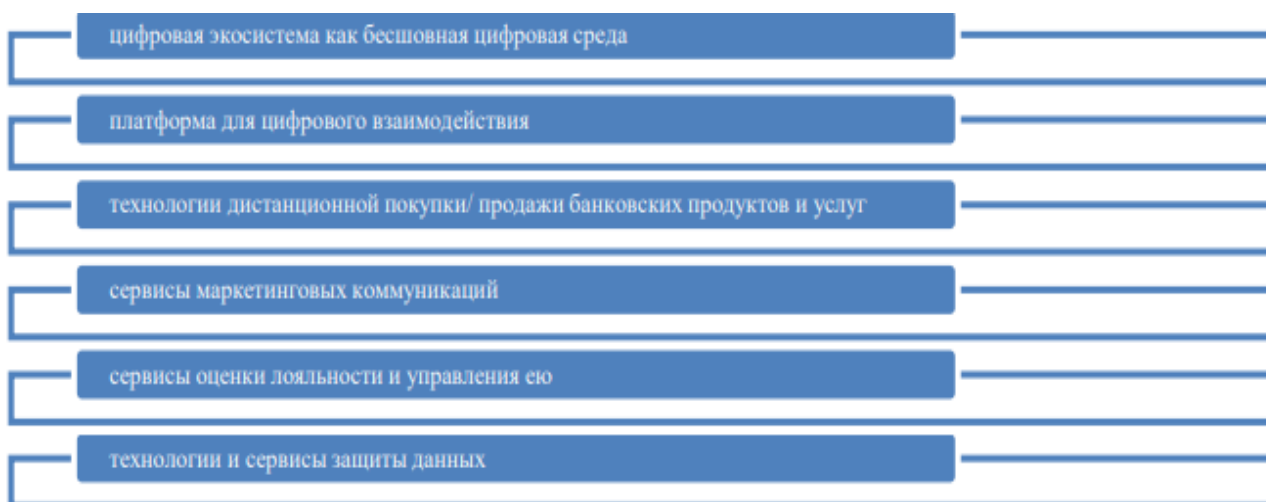 цифровая экосистема как бесшовная цифровая среда
платформа для цифрового взаимодействия
технологии дистанционной покупки/ продажи банковских продуктов и услуг
сервисы маркетинговых коммуникаций
сервисы оценки лояльности и управления ею
технологии и сервисы защиты данных